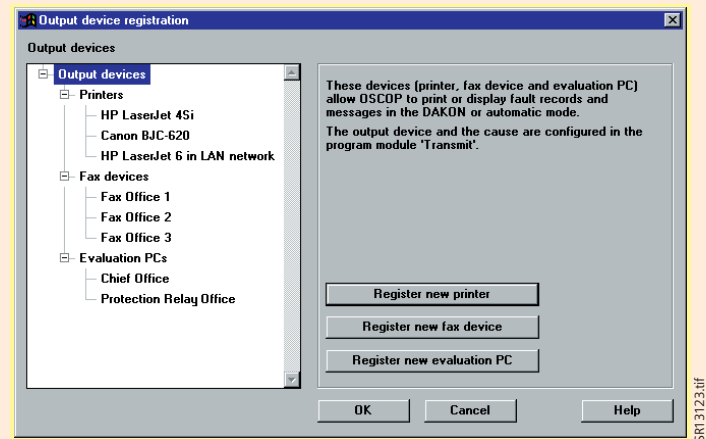 Output device registration
Output devices
Output devices
Printers
HP LaserJet 4Si
Canon BJC-620
HP LaserJet 6 in LAN network
Fax devices
Fax Office 1
Fax Office 2
Fax Office 3
Evaluation PCs
Chief Office
Protection Relay Office
These devices (printer, fax device and evaluation PC)
allow OSCOP to print or display fault records and
messages in the DAKON or automatic mode.
The output device and the cause are configured in the
program module 'Transmit'.
Register new printer
Register new fax device
Register new evaluation PC
OK
Cancel
Help
SR13123.tif